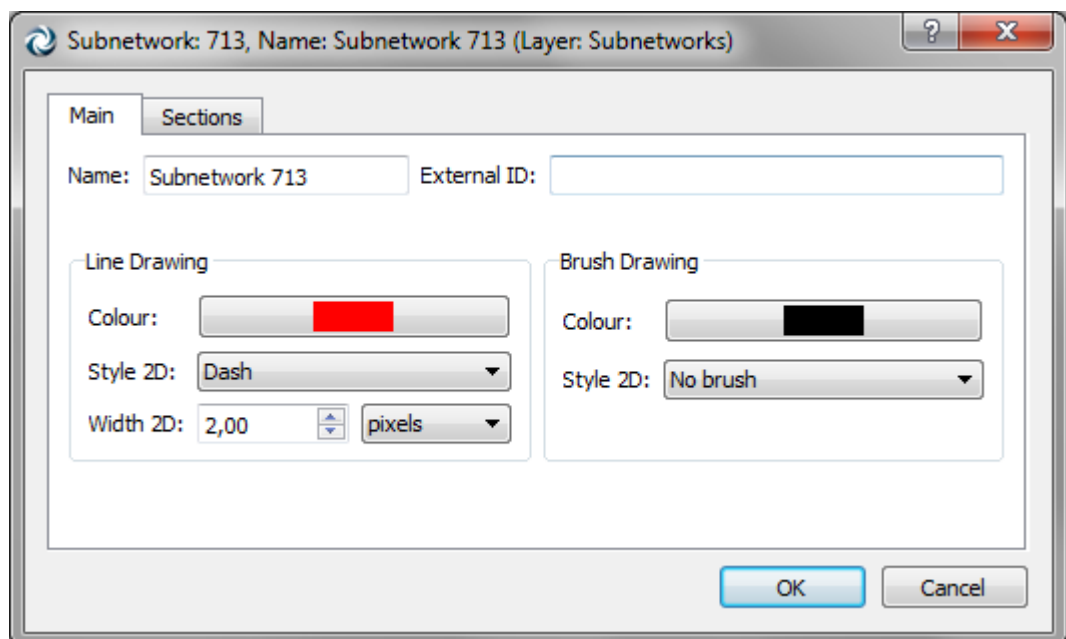 Subnetwork: 713, Name: Subnetwork 713 (Layer: Subnetworks)
?
Main Sections
Name: Subnetwork 713 External ID:
Line Drawing Brush Drawing
Colour: Colour:
Style 2D: Dash Style 2D: No brush
Width 2D: 2,00 pixels
OK Cancel